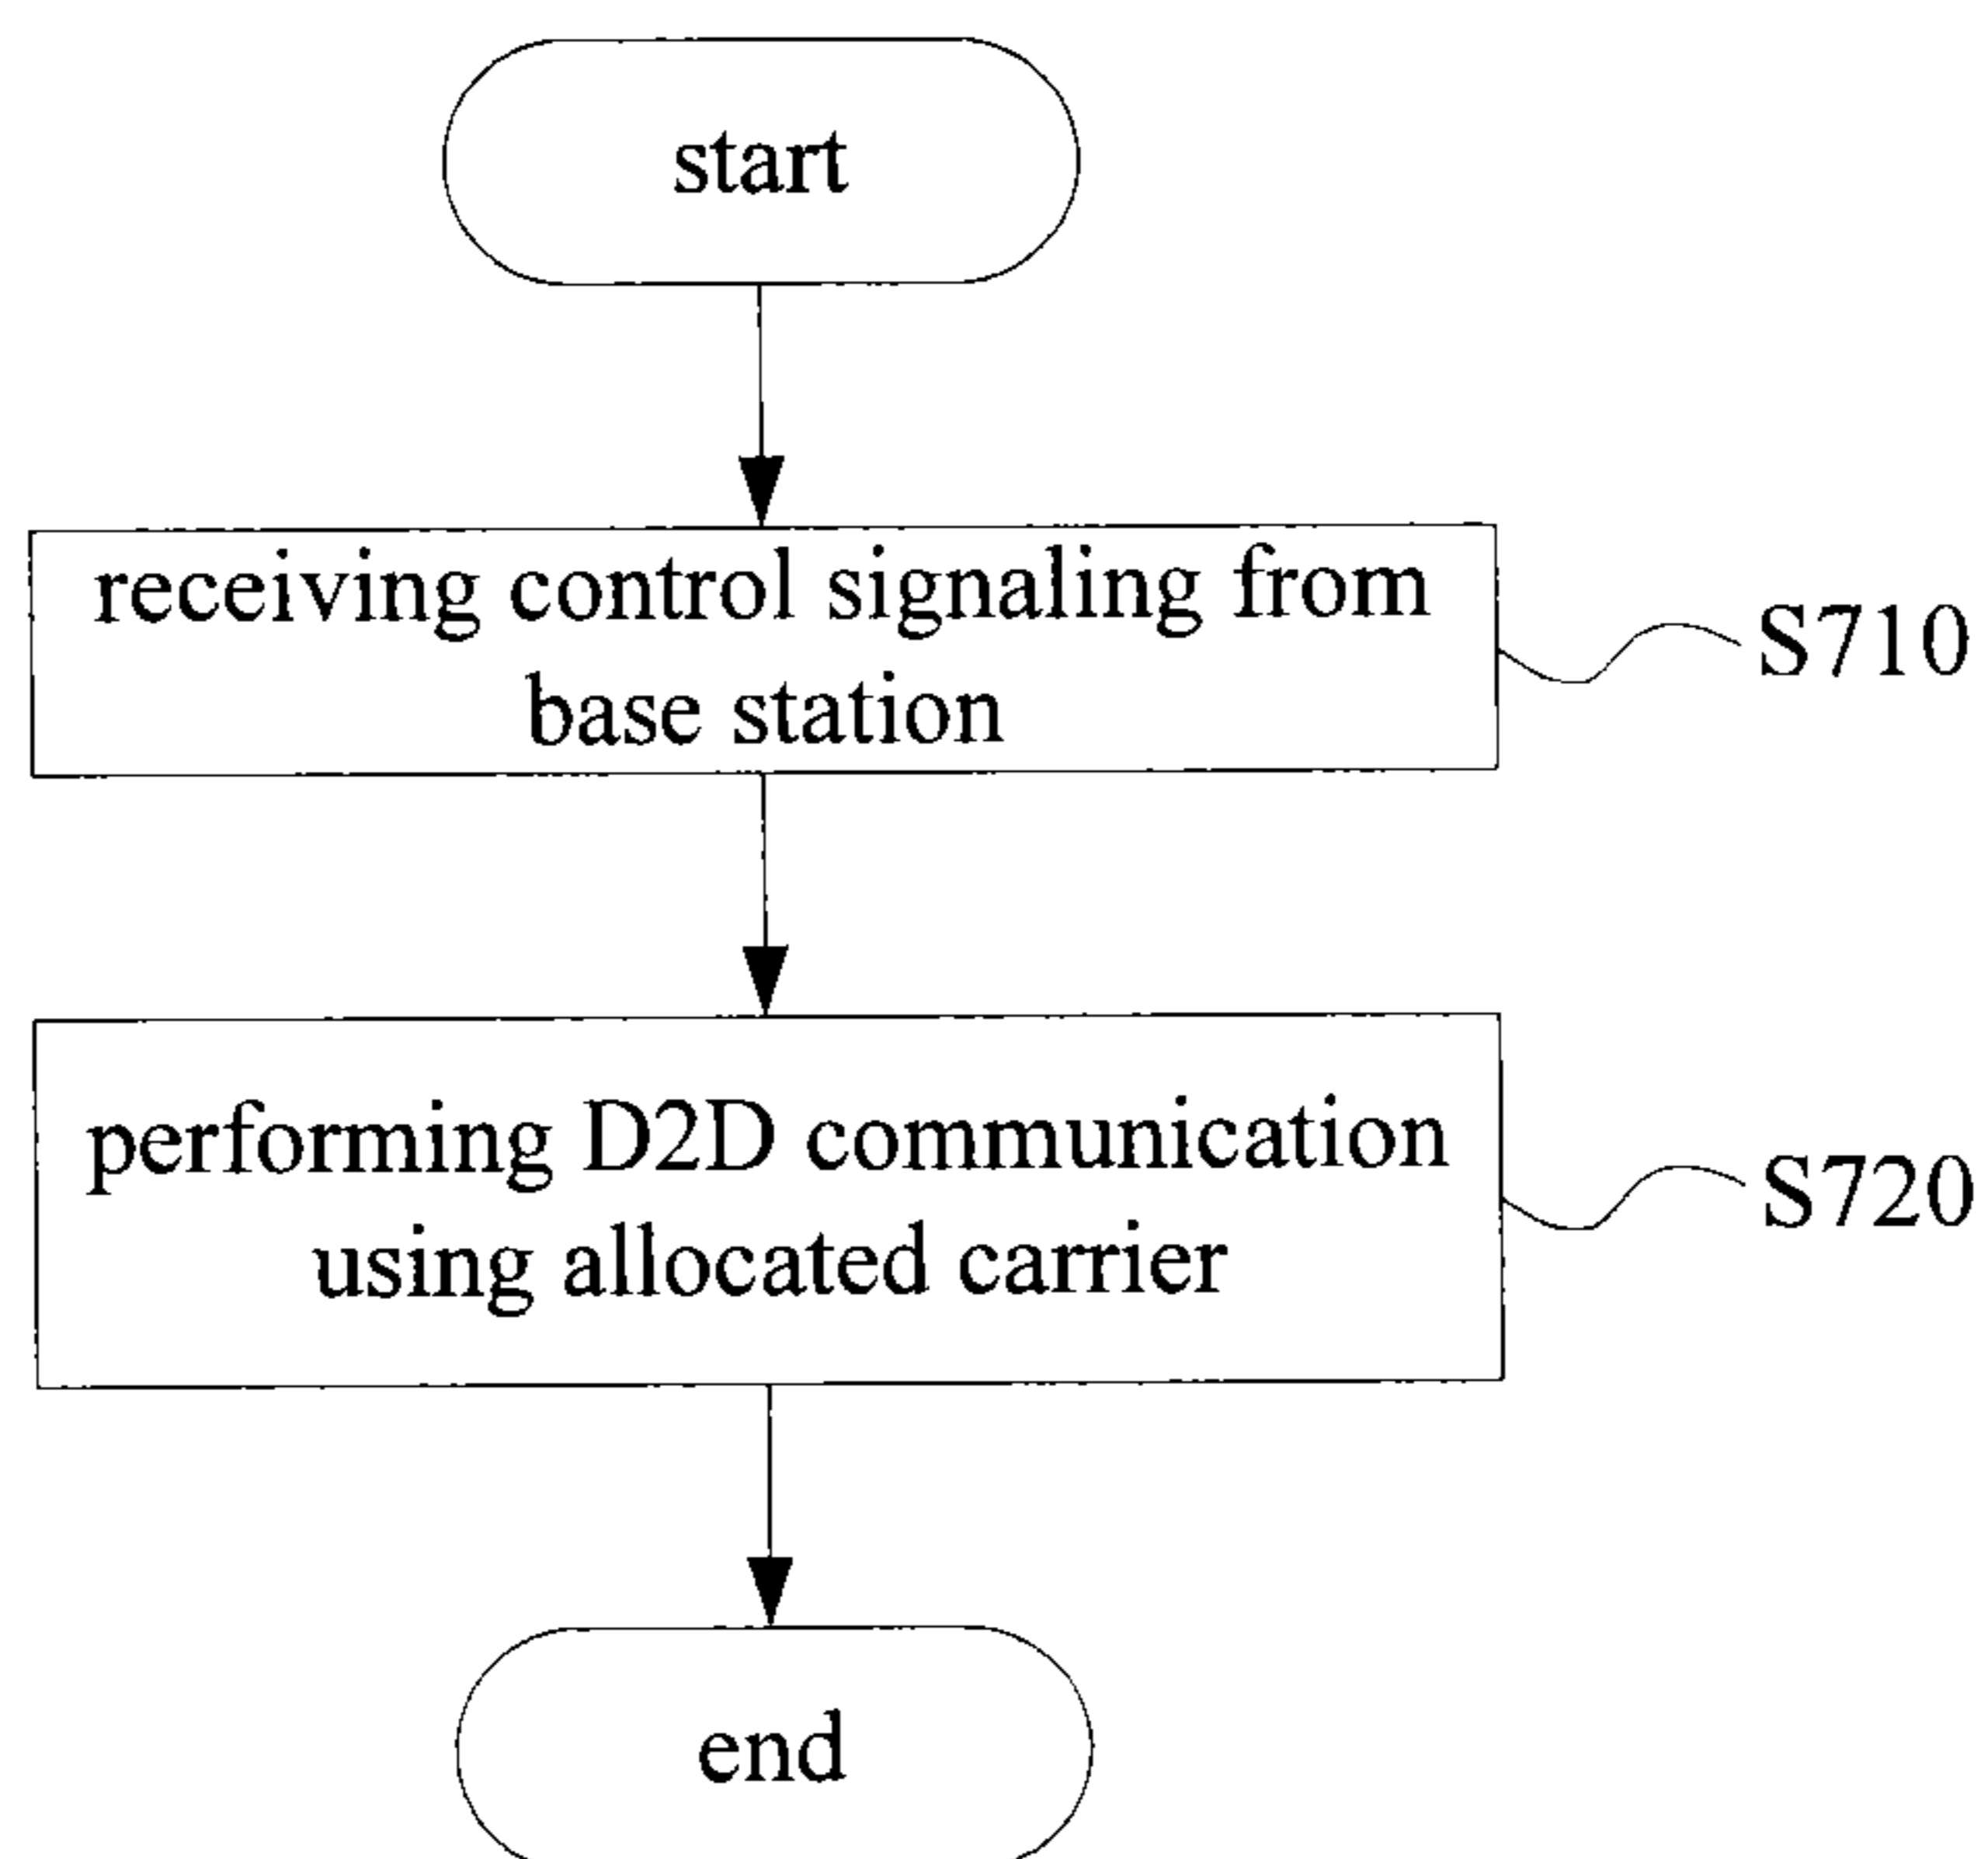 start
receiving control signaling from
base station
S710
performing D2D communication
using allocated carrier
S720
end